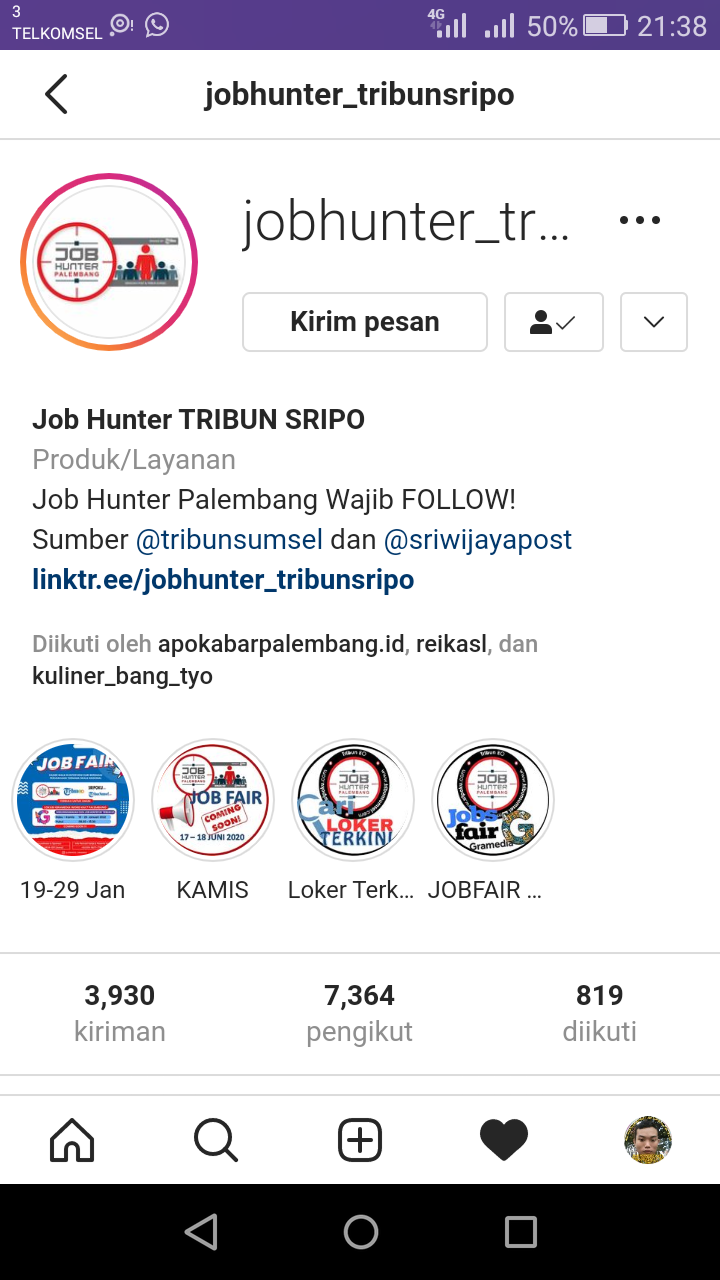 3
TELKOMSEL
4G
50%
21:38
jobhunter_tribunsripo
JOB
HUNTER
PALEMBANG
jobhunter_tr...
Kirim pesan
Job Hunter TRIBUN SRIPO
Produk/Layanan
Job Hunter Palembang Wajib FOLLOW!
Sumber @tribunsumsel dan @sriwijayapost
linktr.ee/jobhunter_tribunsripo
Diikuti oleh apokabarpalembang.id, reikasl, dan
kuliner_bang_tyo
JOB FAIR
JOB
HUNTER
PALEMBANG
JOB FAIR
COMING
SOON!
17 – 18 JUNI 2020
Tribun EO
JOB
HUNTER
PALEMBANG
Cari
LOKER
TERKINI
Tribun EO
JOB
HUNTER
PALEMBANG
Jobs
fair
G
Gramedia
19-29 Jan
KAMIS
Loker Terk...
JOBFAIR ...
3,930
7,364
819
kiriman
pengikut
diikuti